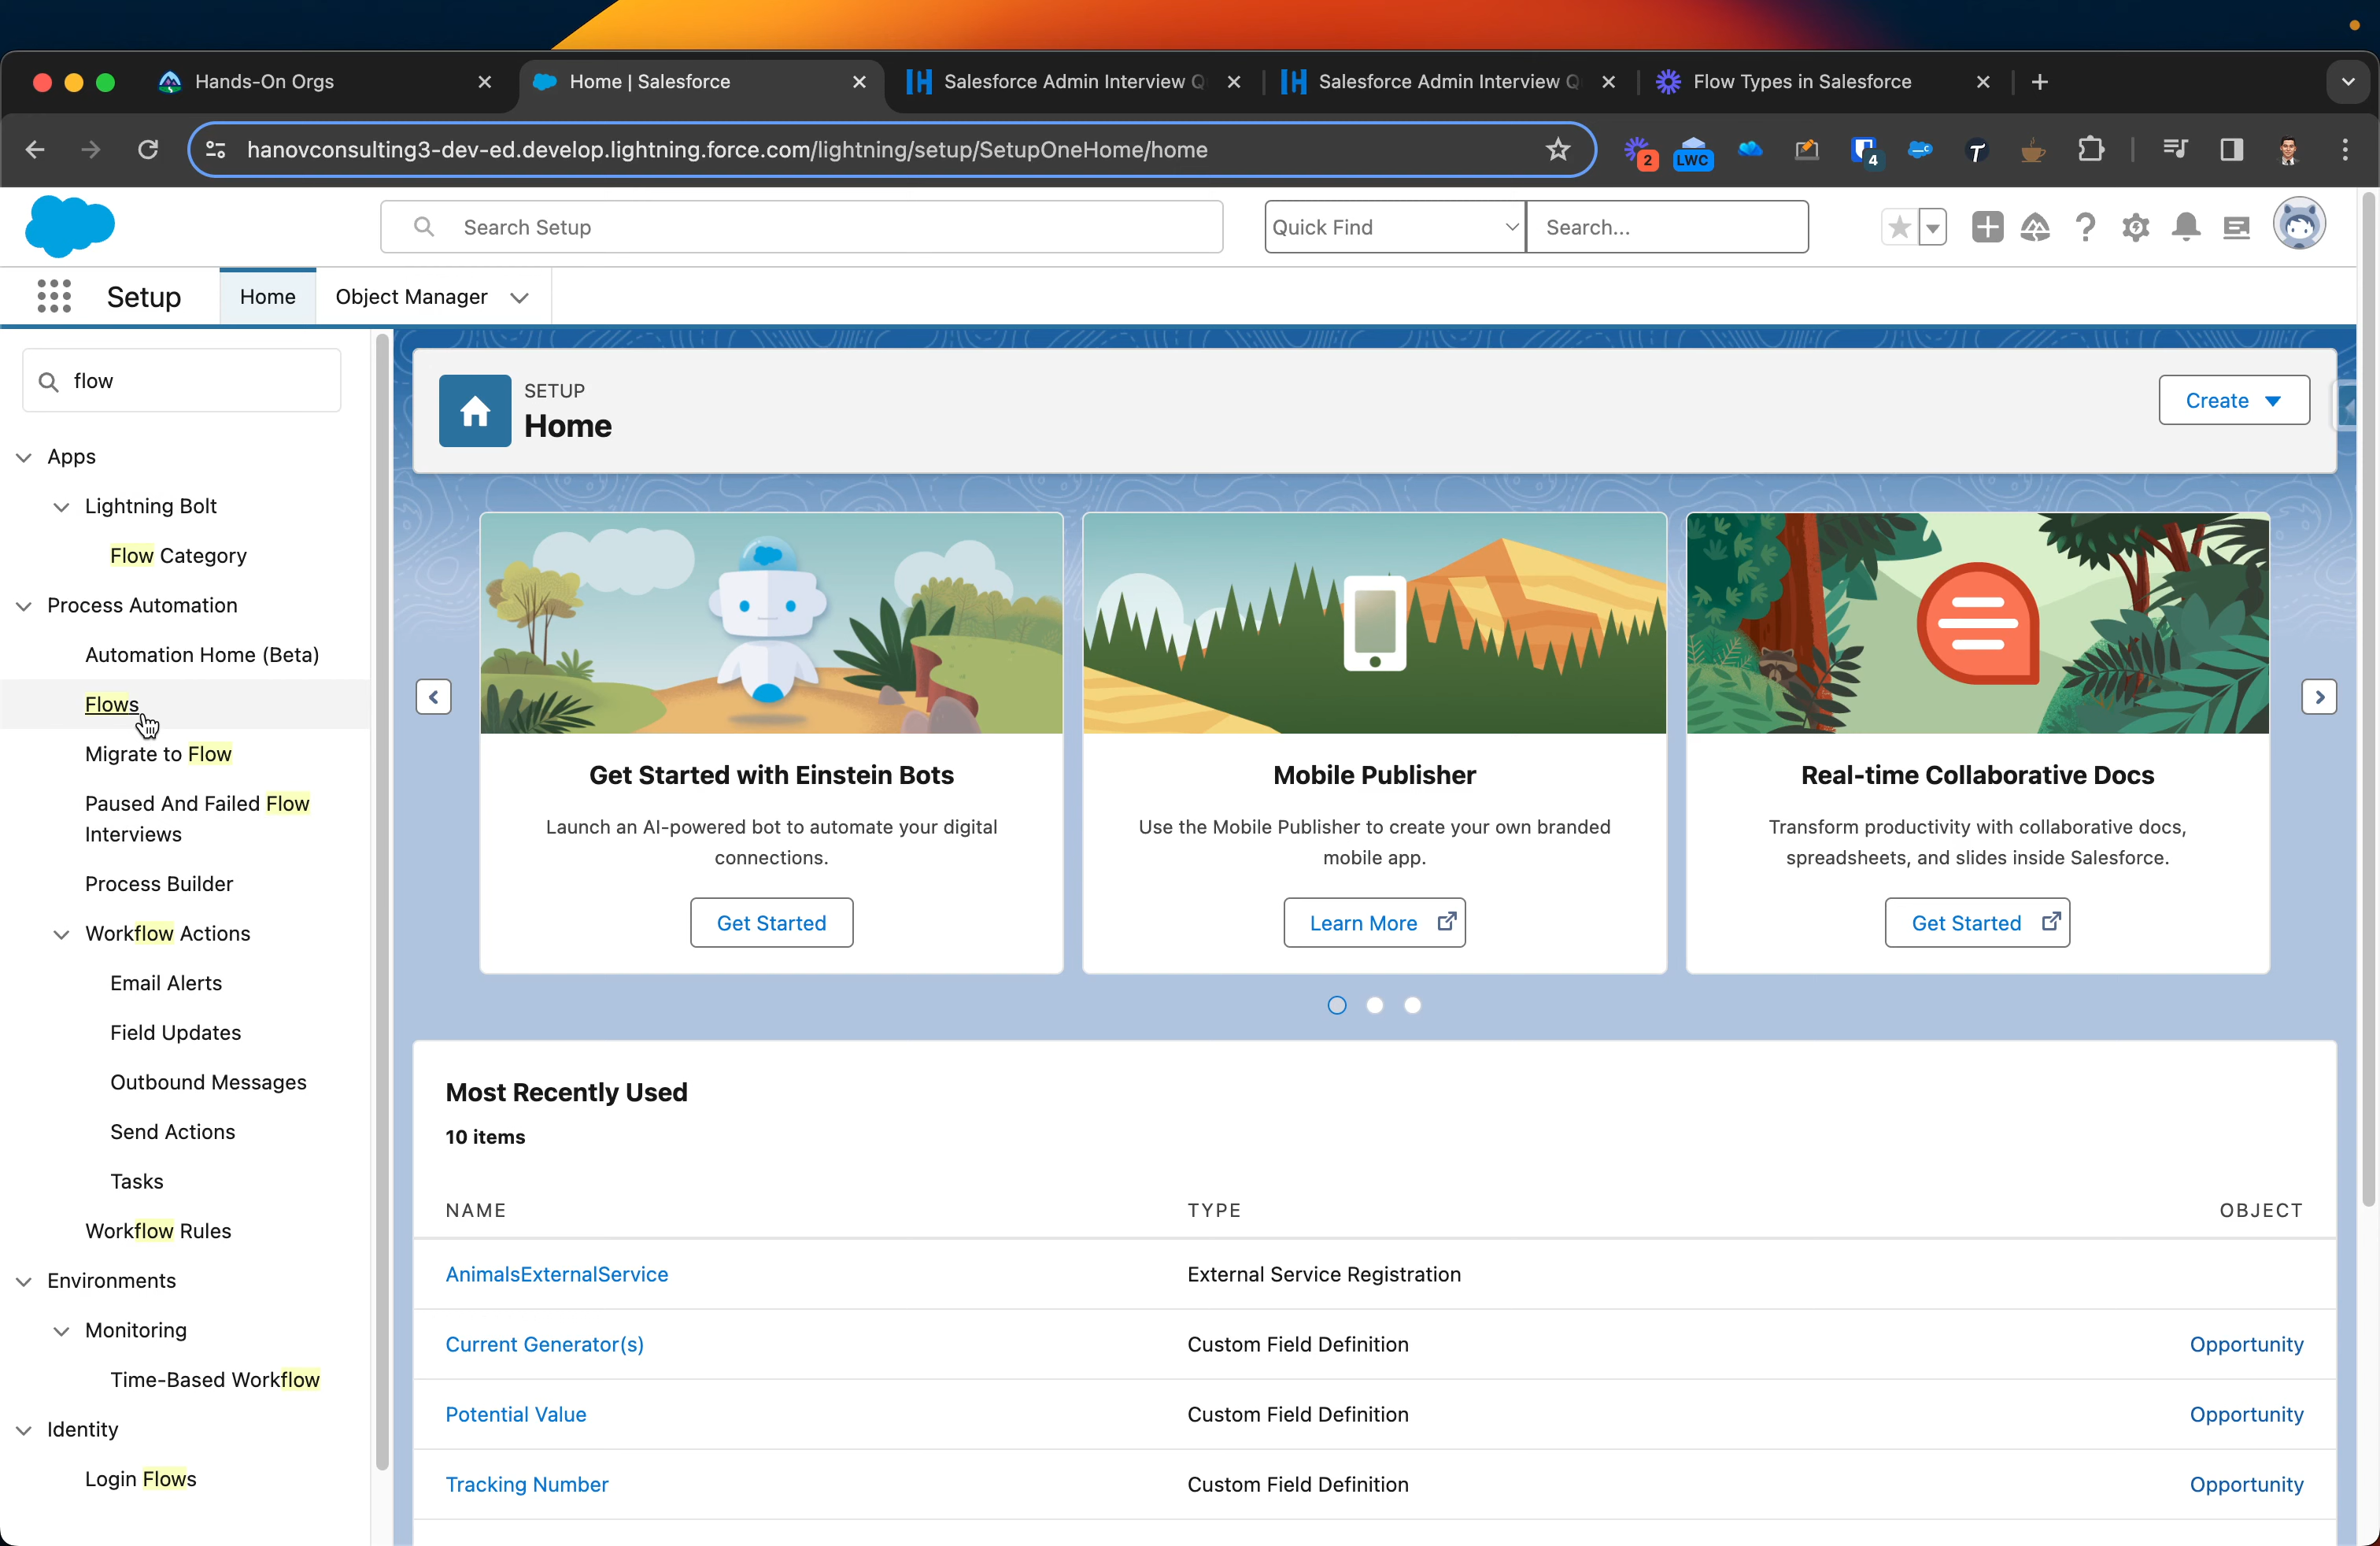 Hands-On Orgs
Home | Salesforce
Salesforce Admin Interview Q
Salesforce Admin Interview Q
Flow Types in Salesforce
hanovconsulting3-dev-ed.develop.lightning.force.com/lightning/setup/SetupOneHome/home
2
LWC
4
Search Setup
Quick Find
Search...
Setup
Home
Object Manager
flow
Apps
Lightning Bolt
Flow Category
Process Automation
Automation Home (Beta)
Flows
Migrate to Flow
Paused And Failed Flow
Interviews
Process Builder
Workflow Actions
Email Alerts
Field Updates
Outbound Messages
Send Actions
Tasks
Workflow Rules
Environments
Monitoring
Time-Based Workflow
Identity
Login Flows
SETUP
Home
Create
Get Started with Einstein Bots
Launch an AI-powered bot to automate your digital
connections.
Get Started
Mobile Publisher
Use the Mobile Publisher to create your own branded
mobile app.
Learn More
Real-time Collaborative Docs
Transform productivity with collaborative docs,
spreadsheets, and slides inside Salesforce.
Get Started
Most Recently Used
10 items
NAME TYPE OBJECT
AnimalsExternalService External Service Registration
Current Generator(s) Custom Field Definition Opportunity
Potential Value Custom Field Definition Opportunity
Tracking Number Custom Field Definition Opportunity